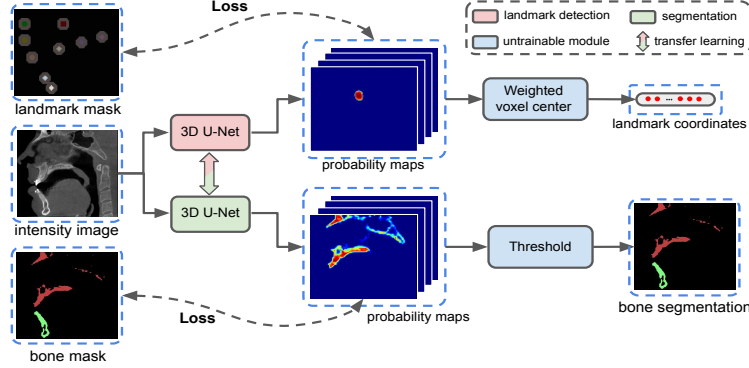 Loss
landmark detection
segmentation
untrainable module
transfer learning
landmark mask
3D U-Net
probability maps
Weighted
voxel center
...
landmark coordinates
intensity image
3D U-Net
Threshold
Loss
probability maps
bone mask
bone segmentation